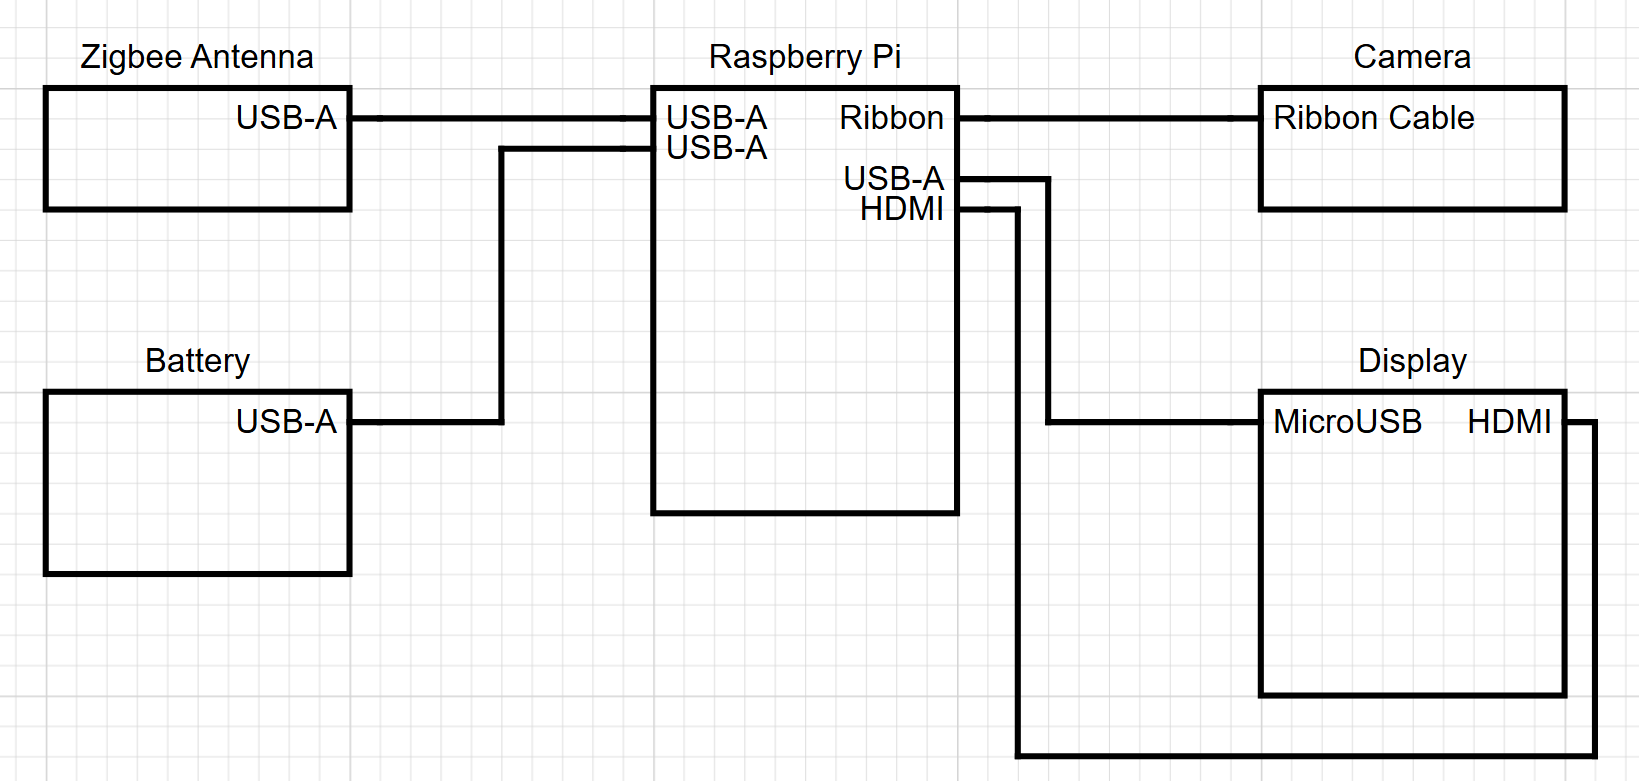 Zigbee Antenna
USB-A
Raspberry Pi
USB-A
USB-A
Ribbon
USB-A
HDMI
Camera
Ribbon Cable
Battery
USB-A
Display
MicroUSB HDMI